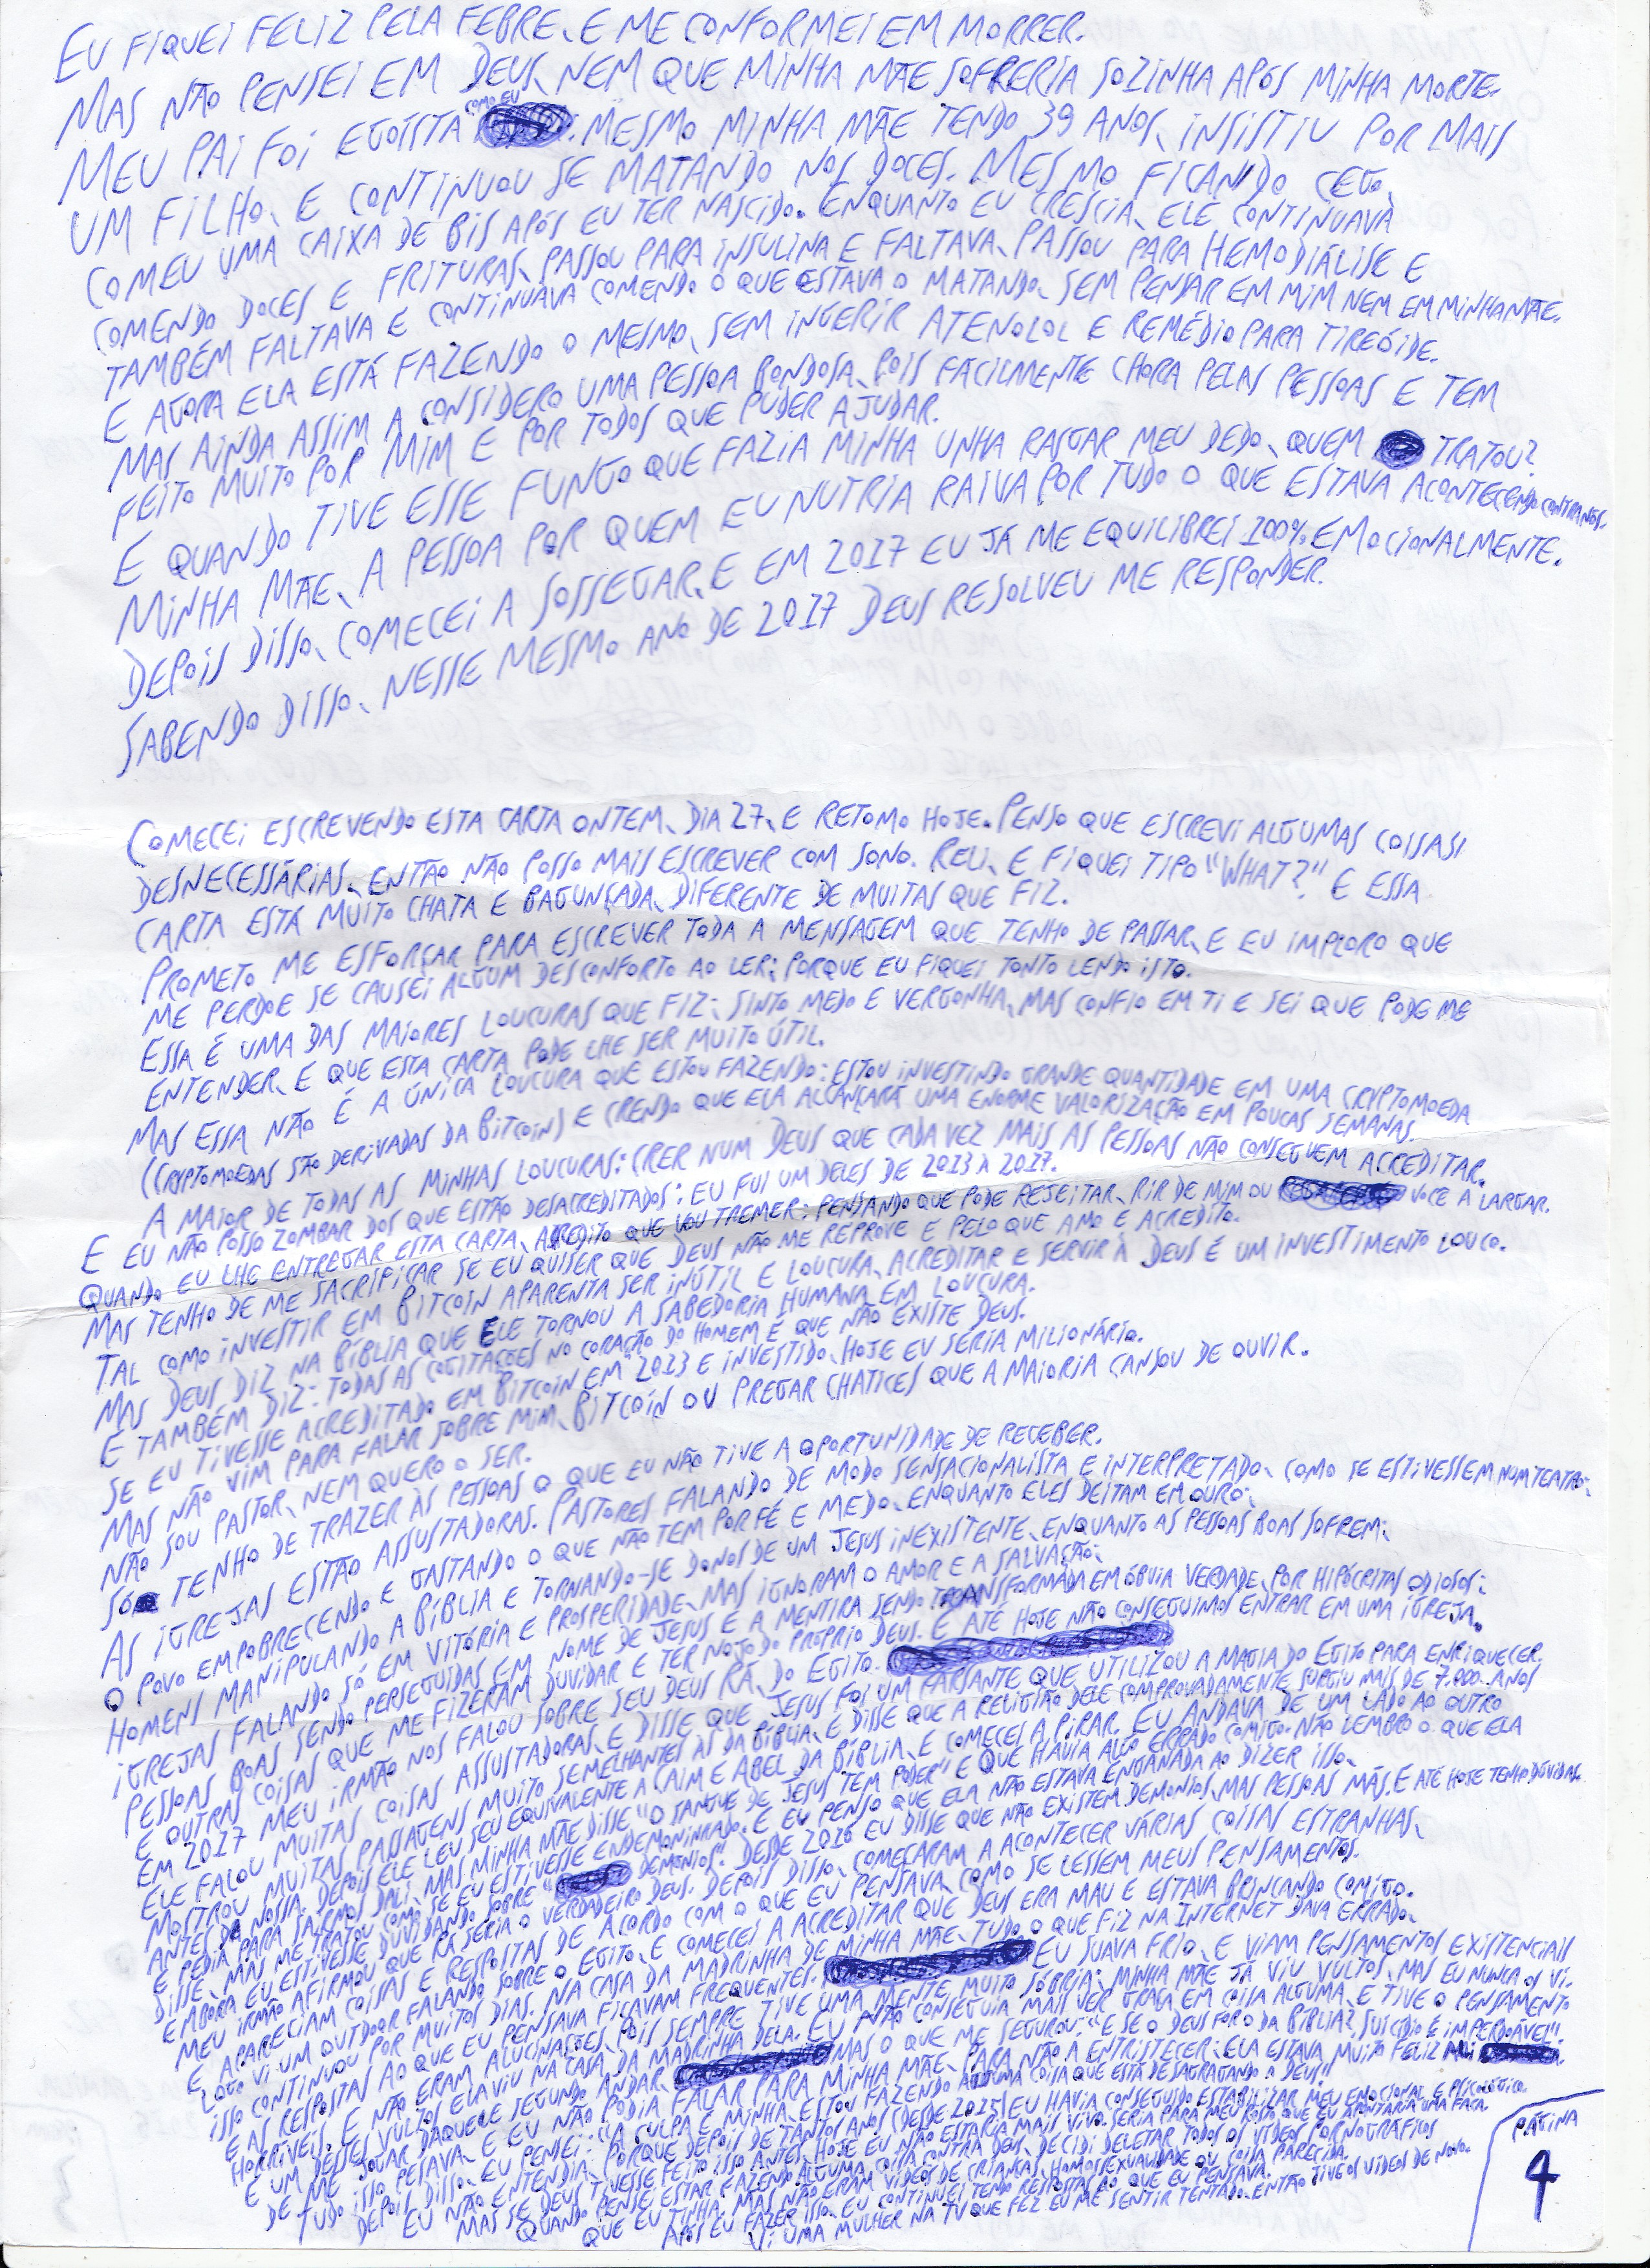 EU FIQUEI FELIZ PELA FEBRE, E ME CONFORMEI EM MORRER.
MAS NÃO PENSEI EM DEUS, NEM QUE MINHA MÃE SOFRERIA SOZINHA APÓS MINHA MORTE.
MEU PAI FOI EGOÍSTA COMO EU. MESMO MINHA MÃE TENDO 39 ANOS, INSISTIU POR MAIS
UM FILHO, E CONTINUOU SE MATANDO NOS DOCES. MESMO FICANDO CEGO,
COMEU UMA CAIXA DE BIS APÓS EU TER NASCIDO. ENQUANTO EU CRESCIA, ELE CONTINUAVA
COMENDO DOCES E FRITURAS, PASSOU PARA INSULINA E FALTAVA, PASSOU PARA HEMODIÁLISE E
TAMBÉM FALTAVA E CONTINUAVA COMENDO O QUE ESTAVA O MATANDO, SEM PENSAR EM MIM NEM EM MINHA MÃE.
E AGORA ELA ESTÁ FAZENDO O MESMO, SEM INGERIR ATENOLOL E REMÉDIO PARA TIREÓIDE.
MAS AINDA ASSIM A CONSIDERO UMA PESSOA BONDOSA, POIS FACILMENTE CHORA PELAS PESSOAS E TEM
FEITO MUITO POR MIM E POR TODOS QUE PUDER AJUDAR.
E QUANDO TIVE ESSE FUNGO QUE FAZIA MINHA UNHA RASGAR MEU DEDO, QUEM TRATOU?
MINHA MÃE, A PESSOA POR QUEM EU NUTRIA RAIVA POR TUDO O QUE ESTAVA ACONTECENDO CONTRA NÓS.
DEPOIS DISSO, COMECEI A SOSSEGAR, E EM 2017 EU JÁ ME EQUILIBREI 100% EMOCIONALMENTE.
SABENDO DISSO, NESSE MESMO ANO DE 2017 DEUS RESOLVEU ME RESPONDER.
COMECEI ESCREVENDO ESTA CARTA ONTEM, DIA 27, E RETOMO HOJE. PENSO QUE ESCREVI ALGUMAS COISAS
DESNECESSÁRIAS, ENTÃO NÃO POSSO MAIS ESCREVER COM SONO. RELI, E FIQUEI TIPO "WHAT?" E ESSA
CARTA ESTÁ MUITO CHATA E BAGUNÇADA, DIFERENTE DE MUITAS QUE FIZ.
PROMETO ME ESFORÇAR PARA ESCREVER TODA A MENSAGEM QUE TENHO DE PASSAR, E EU IMPLORO QUE
ME PERDOE SE CAUSEI ALGUM DESCONFORTO AO LER; PORQUE EU FIQUEI TONTO LENDO ISTO.
ESSA É UMA DAS MAIORES LOUCURAS QUE FIZ; SINTO MEDO E VERGONHA, MAS CONFIO EM TI E SEI QUE PODE ME
ENTENDER, E QUE ESTA CARTA PODE LHE SER MUITO ÚTIL.
MAS ESSA NÃO É A ÚNICA LOUCURA QUE ESTOU FAZENDO: ESTOU INVESTINDO GRANDE QUANTIDADE EM UMA CRYPTOMOEDA
(CRYPTOMOEDAS SÃO DERIVADAS DA BITCOIN) E CRENDO QUE ELA ALCANÇARÁ UMA ENORME VALORIZAÇÃO EM POUCAS SEMANAS.
A MAIOR DE TODAS AS MINHAS LOUCURAS: CRER NUM DEUS QUE CADA VEZ MAIS AS PESSOAS NÃO CONSEGUEM ACREDITAR.
E EU NÃO POSSO ZOMBAR DOS QUE ESTÃO DESACREDITADOS: EU FUI UM DELES DE 2013 À 2017.
QUANDO EU LHE ENTREGAR ESTA CARTA, ACREDITO QUE VOU TREMER: PENSANDO QUE PODE REJEITAR, RIR DE MIM OU VOCÊ A LARGAR.
MAS TENHO DE ME SACRIFICAR SE EU QUISER QUE DEUS NÃO ME REPROVE E PELO QUE AMO E ACREDITO.
TAL COMO INVESTIR EM BITCOIN APARENTA SER INÚTIL E LOUCURA, ACREDITAR E SERVIR À DEUS É UM INVESTIMENTO LOUCO.
MAS DEUS DIZ NA BÍBLIA QUE ELE TORNOU A SABEDORIA HUMANA EM LOUCURA.
E TAMBÉM DIZ: TODAS AS COGITAÇÕES NO CORAÇÃO DO HOMEM É QUE NÃO EXISTE DEUS.
SE EU TIVESSE ACREDITADO EM BITCOIN EM 2013 E INVESTIDO, HOJE EU SERIA MILIONÁRIO.
MAS NÃO VIM PARA FALAR SOBRE MIM, BITCOIN OU PREGAR CHATICES QUE A MAIORIA CANSOU DE OUVIR.
NÃO SOU PASTOR, NEM QUERO O SER.
SÓ TENHO DE TRAZER ÀS PESSOAS O QUE EU NÃO TIVE A OPORTUNIDADE DE RECEBER.
AS IGREJAS ESTÃO ASSUSTADORAS. PASTORES FALANDO DE MODO SENSACIONALISTA E INTERPRETADO, COMO SE ESTIVESSEM NUM TEATRO;
O POVO EMPOBRECENDO E GASTANDO O QUE NÃO TEM POR FÉ E MEDO, ENQUANTO ELES DEITAM EM OURO;
HOMENS MANIPULANDO A BÍBLIA E TORNANDO-SE DONOS DE UM JESUS INEXISTENTE, ENQUANTO AS PESSOAS BOAS SOFREM;
IGREJAS FALANDO SÓ EM VITÓRIA E PROSPERIDADE, MAS IGNORAM O AMOR E A SALVAÇÃO;
PESSOAS BOAS SENDO PERSEGUIDAS EM NOME DE JESUS E A MENTIRA SENDO TRANSFORMADA EM ÓBVIA VERDADE, POR HIPÓCRITAS ODIOSOS;
E OUTRAS COISAS QUE ME FIZERAM DUVIDAR E TER NOJO DO PRÓPRIO DEUS. E ATÉ HOJE NÃO CONSEGUIMOS ENTRAR EM UMA IGREJA.
EM 2017 MEU IRMÃO NOS FALOU SOBRE SEU DEUS RÁ, DO EGITO.
ELE FALOU MUITAS COISAS ASSUSTADORAS, E DISSE QUE JESUS FOI UM FARSANTE QUE UTILIZOU A MAGIA DO EGITO PARA ENRIQUECER.
MOSTROU MUITAS PASSAGENS MUITO SEMELHANTES ÀS DA BÍBLIA, E DISSE QUE A RELIGIÃO DELE COMPROVADAMENTE SURGIU MAIS DE 7.000 ANOS
ANTES DA NOSSA. DEPOIS ELE LEU SEU EQUIVALENTE A CAIM E ABEL DA BÍBLIA, E COMECEI A PIRAR. EU ANDAVA DE UM LADO AO OUTRO
E PEDIA PARA SAIRMOS DALI, MAS MINHA MÃE DISSE "O SANGUE DE JESUS TEM PODER" E QUE HAVIA ALGO ERRADO COMIGO. NÃO LEMBRO O QUE ELA
DISSE, MAS ME TRATOU COMO SE EU ESTIVESSE ENDEMONINHADO. E EU PENSO QUE ELA NÃO ESTAVA ENGANADA AO DIZER ISSO,
EMBORA EU ESTIVESSE DUVIDANDO SOBRE "DEMONIOS". DESDE 2016 EU DISSE QUE NÃO EXISTEM DEMONIOS, MAS PESSOAS MÁS. E ATÉ HOJE TENHO DÚVIDAS.
MEU IRMÃO AFIRMOU QUE RÁ SERIA O VERDADEIRO DEUS. DEPOIS DISSO, COMEÇARAM A ACONTECER VÁRIAS COISAS ESTRANHAS,
E APARECIAM COISAS E RESPOSTAS DE ACORDO COM O QUE EU PENSAVA, COMO SE LESSEM MEUS PENSAMENTOS.
LOGO VI UM OUTDOOR FALANDO SOBRE O EGITO, E COMECEI A ACREDITAR QUE DEUS ERA MAU E ESTAVA BRINCANDO COMIGO.
ISSO CONTINUOU POR MUITOS DIAS. NA CASA DA MADRINHA DE MINHA MÃE, TUDO O QUE FIZ NA INTERNET DAVA ERRADO,
E AS RESPOSTAS AO QUE EU PENSAVA FICAVAM FREQUENTES. EU SUAVA FRIO, E VIAM PENSAMENTOS EXISTENCIAIS
HORRÍVEIS, E NÃO ERAM ALUCINAÇÕES, POIS SEMPRE TIVE UMA MENTE MUITO SÓBRIA; MINHA MÃE JÁ VIU VULTOS, MAS EU NUNCA OS VI.
E UM DESSES VULTOS ELA VIU NA CASA DA MADRINHA DELA. EU NÃO CONSEGUIA MAIS VER GRAÇA EM COISA ALGUMA, E TIVE O PENSAMENTO
DE ME JOGAR DAQUELE SEGUNDO ANDAR, MAS O QUE ME SEGUROU: "E SE O DEUS FOR O DA BÍBLIA? SUICÍDIO É IMPERDOÁVEL".
TUDO ISSO PESAVA, E EU NÃO PODIA FALAR PARA MINHA MÃE, PARA NÃO A ENTRISTECER; ELA ESTAVA MUITO FELIZ ALI.
DEPOIS DISSO, EU PENSEI: "A CULPA É MINHA, ESTOU FAZENDO ALGUMA COISA QUE ESTÁ DESAGRADANDO A DEUS".
EU NÃO ENTENDIA, PORQUE DEPOIS DE TANTOS ANOS (DESDE 2015) EU HAVIA CONSEGUIDO ESTABILIZAR MEU EMOCIONAL E PSICOLÓGICO.
MAS SE DEUS TIVESSE FEITO ISSO ANTES, HOJE EU NÃO ESTARIA MAIS VIVO. SERIA PARA MEU ROSTO QUE EU APONTARIA UMA FACA.
QUANDO PENSEI ESTAR FAZENDO ALGUMA COISA CONTRA DEUS, DECIDI DELETAR TODOS OS VÍDEOS PORNOGRÁFICOS
QUE EU TINHA, MAS NÃO ERAM VÍDEOS DE CRIANÇAS, HOMOSSEXUALIDADE OU COISA PARECIDA.
APÓS EU FAZER ISSO, EU CONTINUEI TENDO RESPOSTAS AO QUE EU PENSAVA.
VI UMA MULHER NA TV QUE FEZ EU ME SENTIR TENTADO, ENTÃO TIVE OS VÍDEOS DE NOVO.
PÁGINA
4